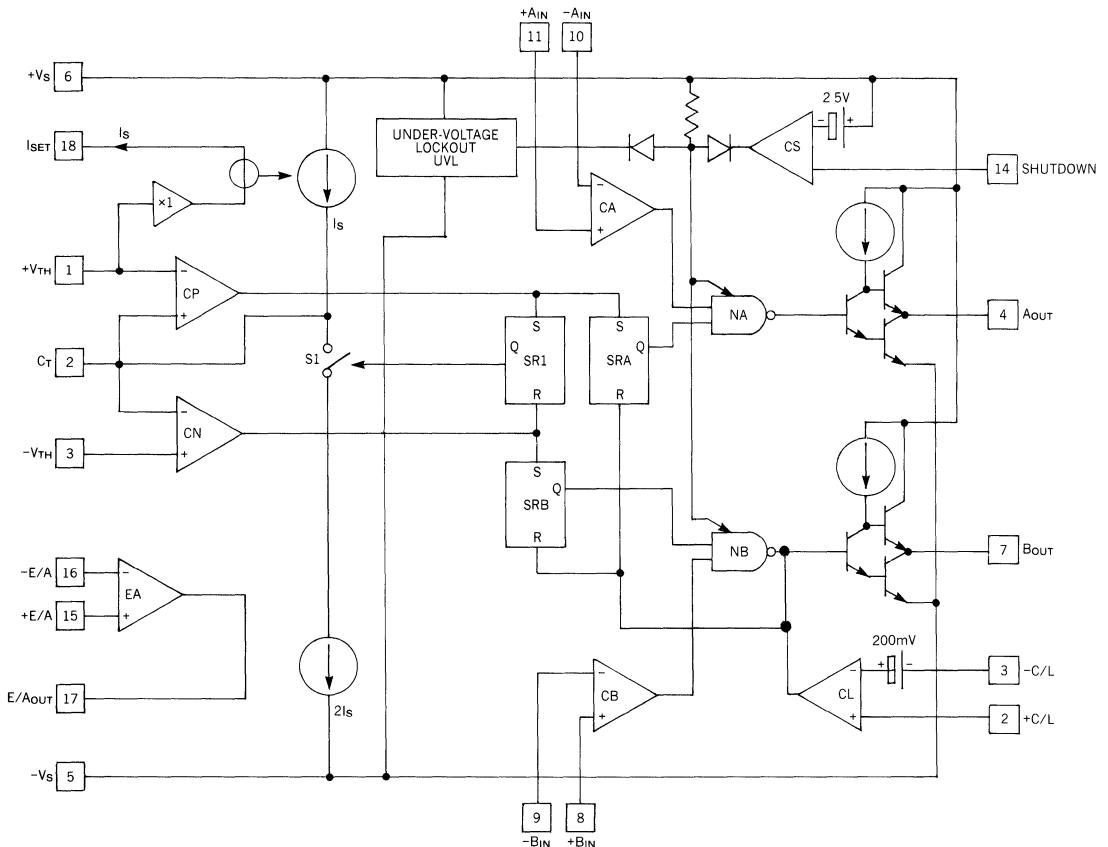 +AIN -AIN
11 10
+VS 6
2 5V
- +
ISET 18 IS
UNDER-VOLTAGE
LOCKOUT
UVL
CS
14 SHUTDOWN
×1
- CA +
IS
+VTH 1
- CP +
NA
4 AOUT
S S
CT 2
S1
Q SR1 SRA Q
R R
- CN +
-VTH 3
S
SRB Q
R
NB
7 BOUT
-E/A 16
- EA +
+E/A 15
200mV
+ -
3 -C/L
- CL +
2 +C/L
- CB +
E/AOUT 17
2IS
-VS 5
9 8
-BIN +BIN